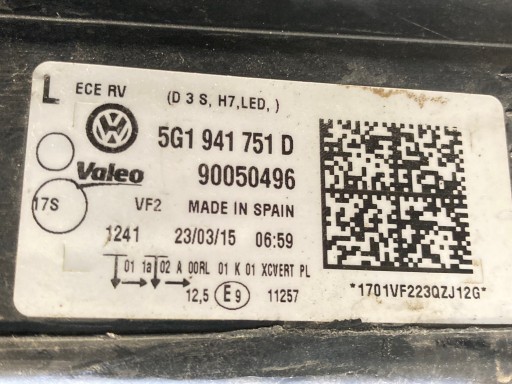 L ECE RV (D 3 S, H7,LED, )
5G1 941 751 D
Valeo 90050496
17S VF2 MADE IN SPAIN
1241 23/03/15 06:59
01 1a 02 A 00RL 01 K 01 XCVERT PL
12,5 E9 11257
*1701VF223QZJ12G*